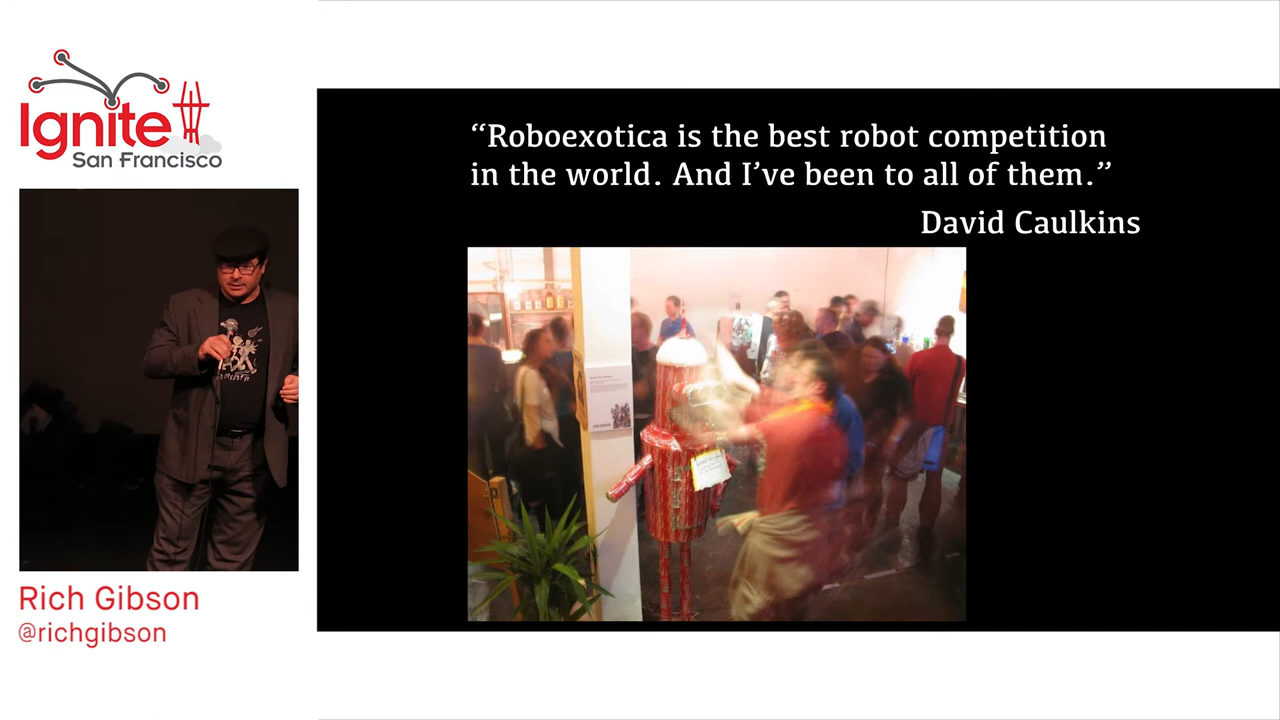 Ignite
San Francisco
“Roboexotica is the best robot competition
in the world. And I’ve been to all of them.”
David Caulkins
Rich Gibson
@richgibson